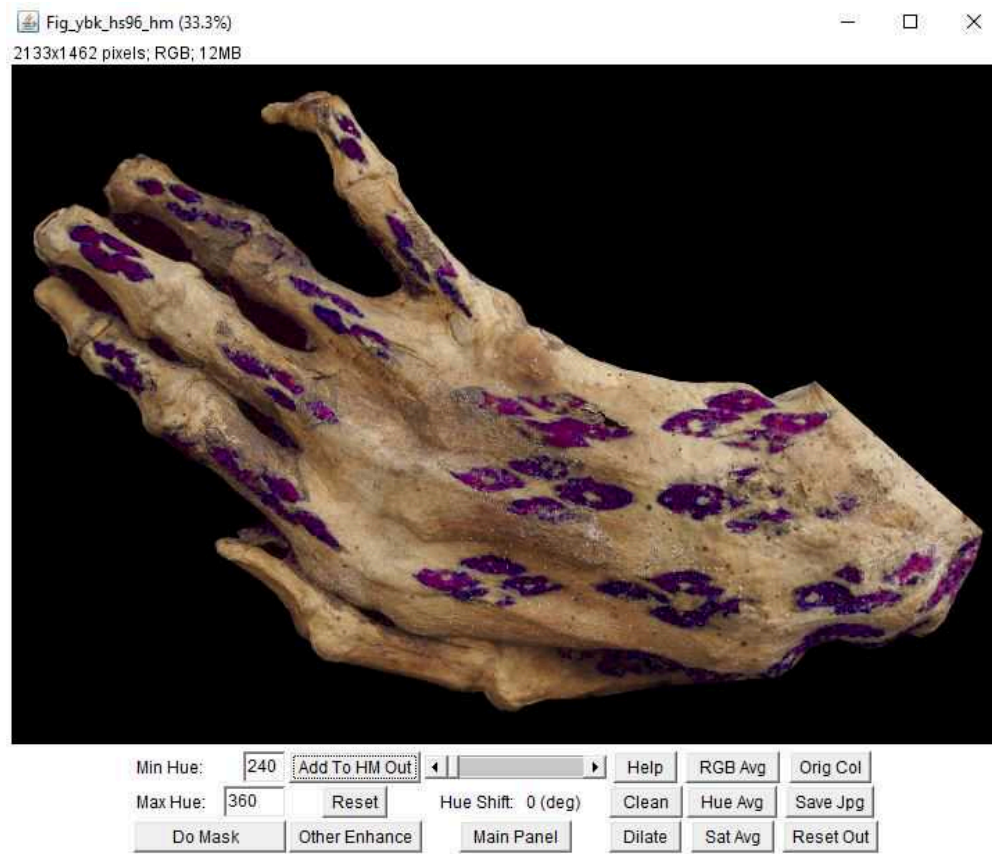 Fig_ybk_hs96_hm (33.3%)
2133x1462 pixels; RGB; 12MB
Min Hue: 240 Add To HM Out Help RGB Avg Orig Col
Max Hue: 360 Reset Hue Shift: 0 (deg) Clean Hue Avg Save Jpg
Do Mask Other Enhance Main Panel Dilate Sat Avg Reset Out